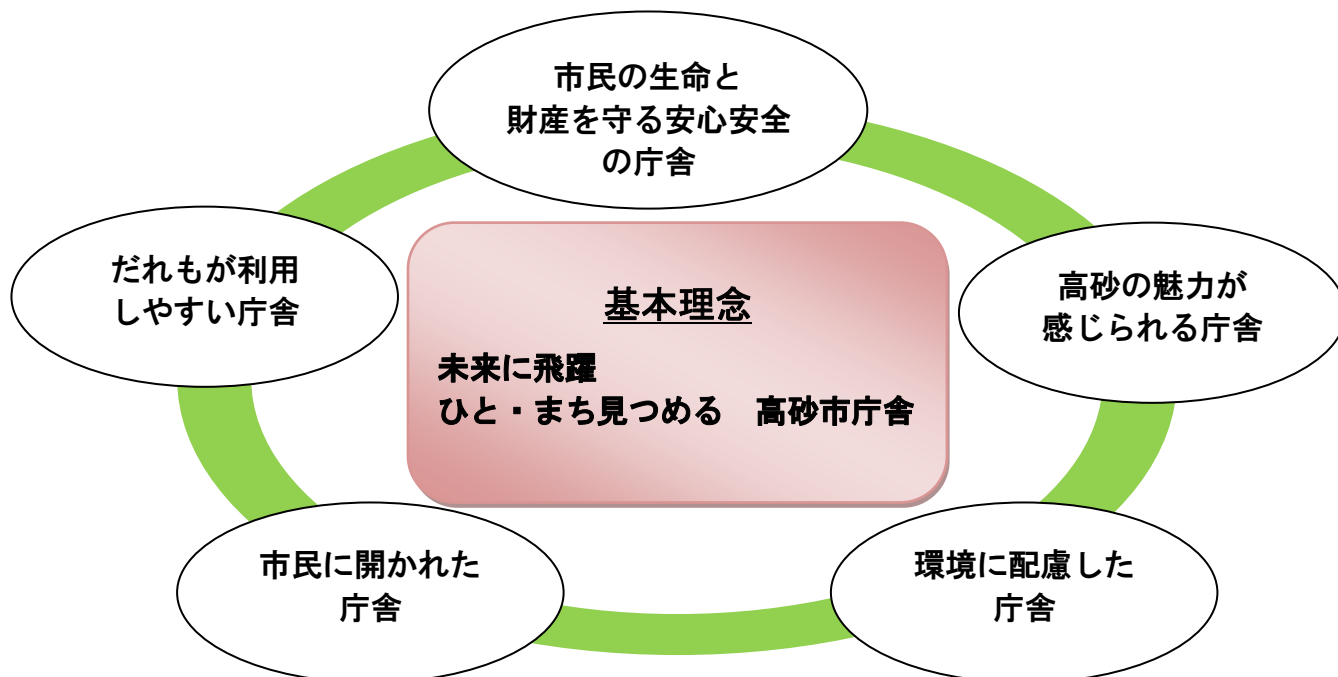 市民の生命と
財産を守る安心安全
の庁舎
だれもが利用
しやすい庁舎
高砂の魅力が
感じられる庁舎
基本理念
未来に飛躍
ひと・まち見つめる　高砂市庁舎
市民に開かれた
庁舎
環境に配慮した
庁舎